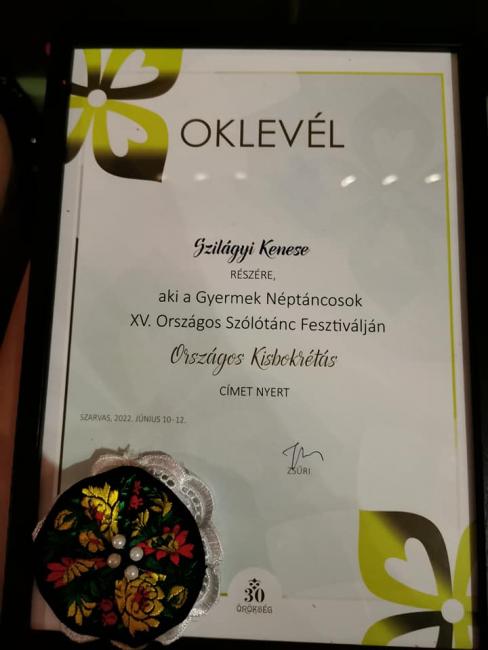 OKLEVÉL
Szilágyi Kenese
RÉSZÉRE,
aki a Gyermek Néptáncosok
XV. Országos Szólótánc Fesztiválján
Országos Kisbokrétás
CÍMET NYERT
SZARVAS, 2022. JÚNIUS 10-12.
ZSŰRI
30
ÖRÖKSÉG